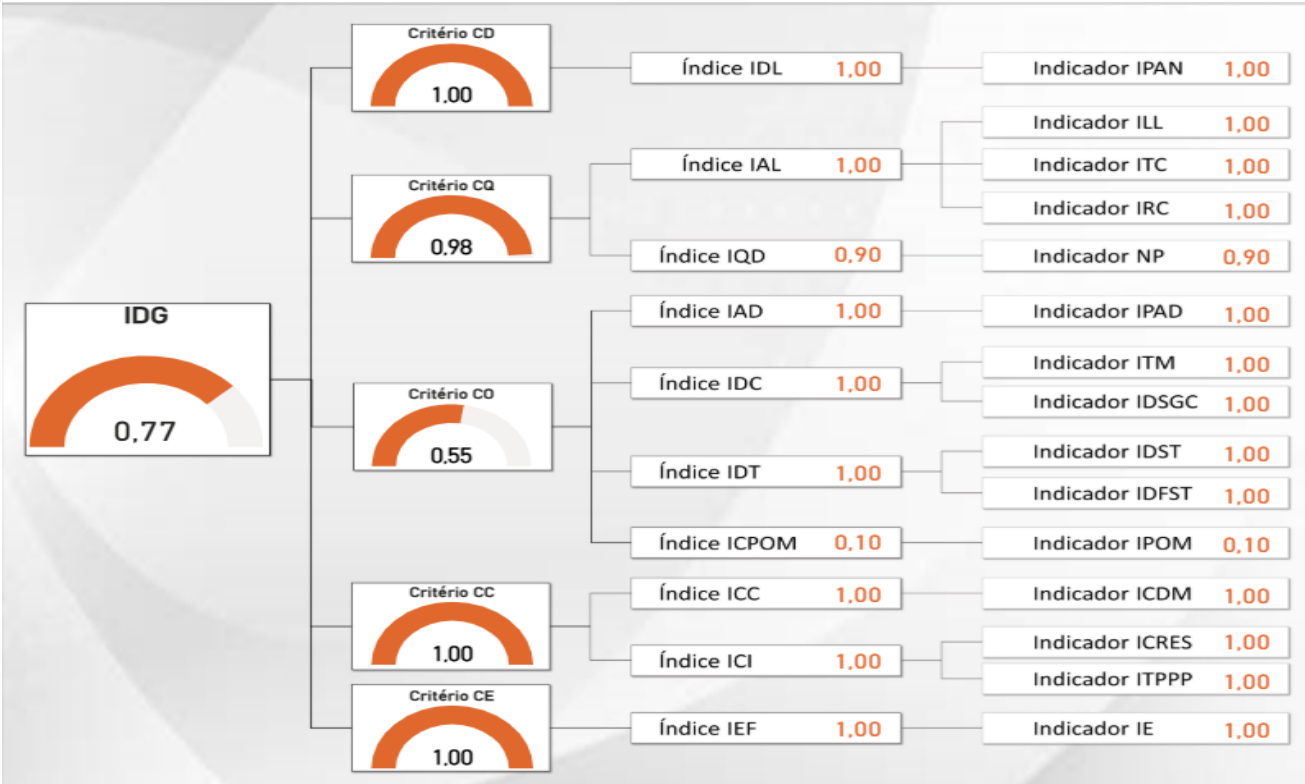 Critério CD
1,00
Índice IDL 1,00
Indicador IPAN 1,00
Indicador ILL 1,00
Índice IAL 1,00
Indicador ITC 1,00
Critério CQ
0,98
Indicador IRC 1,00
Índice IQD 0,90
Indicador NP 0,90
IDG
0,77
Índice IAD 1,00
Indicador IPAD 1,00
Indicador ITM 1,00
Índice IDC 1,00
Critério CO
0,55
Indicador IDSGC 1,00
Indicador IDST 1,00
Índice IDT 1,00
Indicador IDFST 1,00
Índice ICPOM 0,10
Indicador IPOM 0,10
Critério CC
1,00
Índice ICC 1,00
Indicador ICDM 1,00
Indicador ICRES 1,00
Índice ICI 1,00
Indicador ITPPP 1,00
Critério CE
1,00
Índice IEF 1,00
Indicador IE 1,00